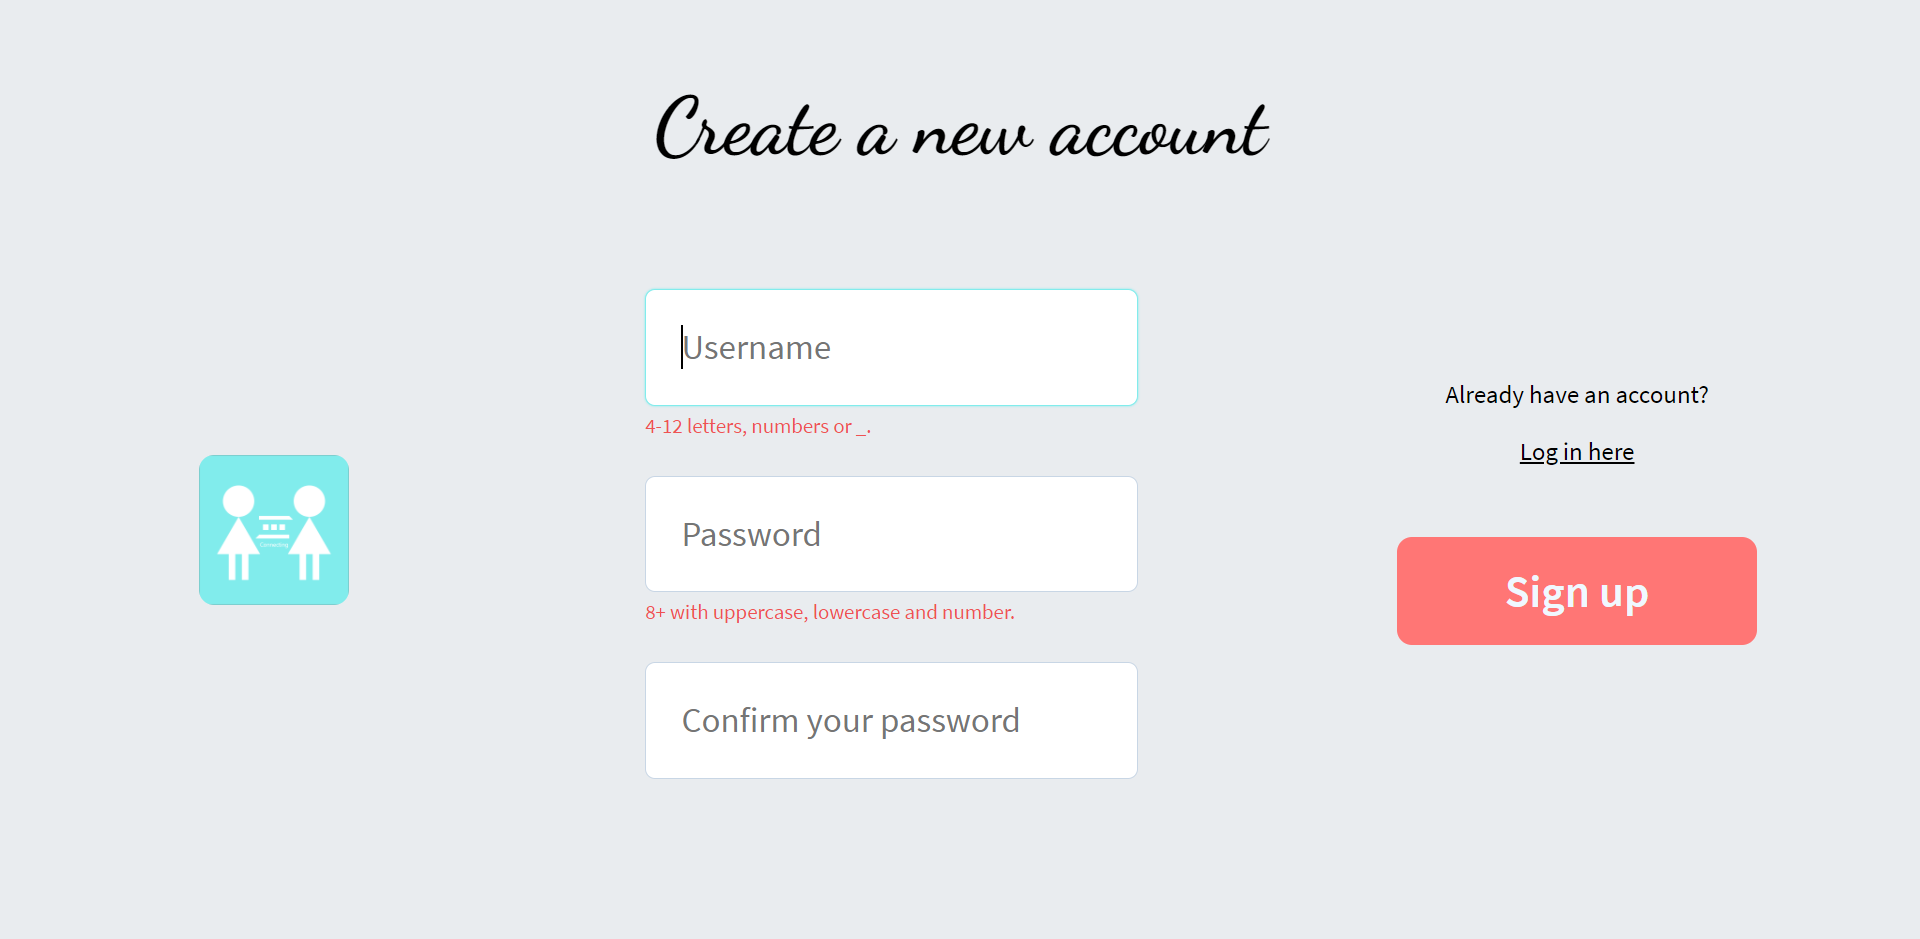 Create a new account
Username
4-12 letters, numbers or _.
Password
8+ with uppercase, lowercase and number.
Confirm your password
Already have an account?
Log in here
Sign up
Connecting